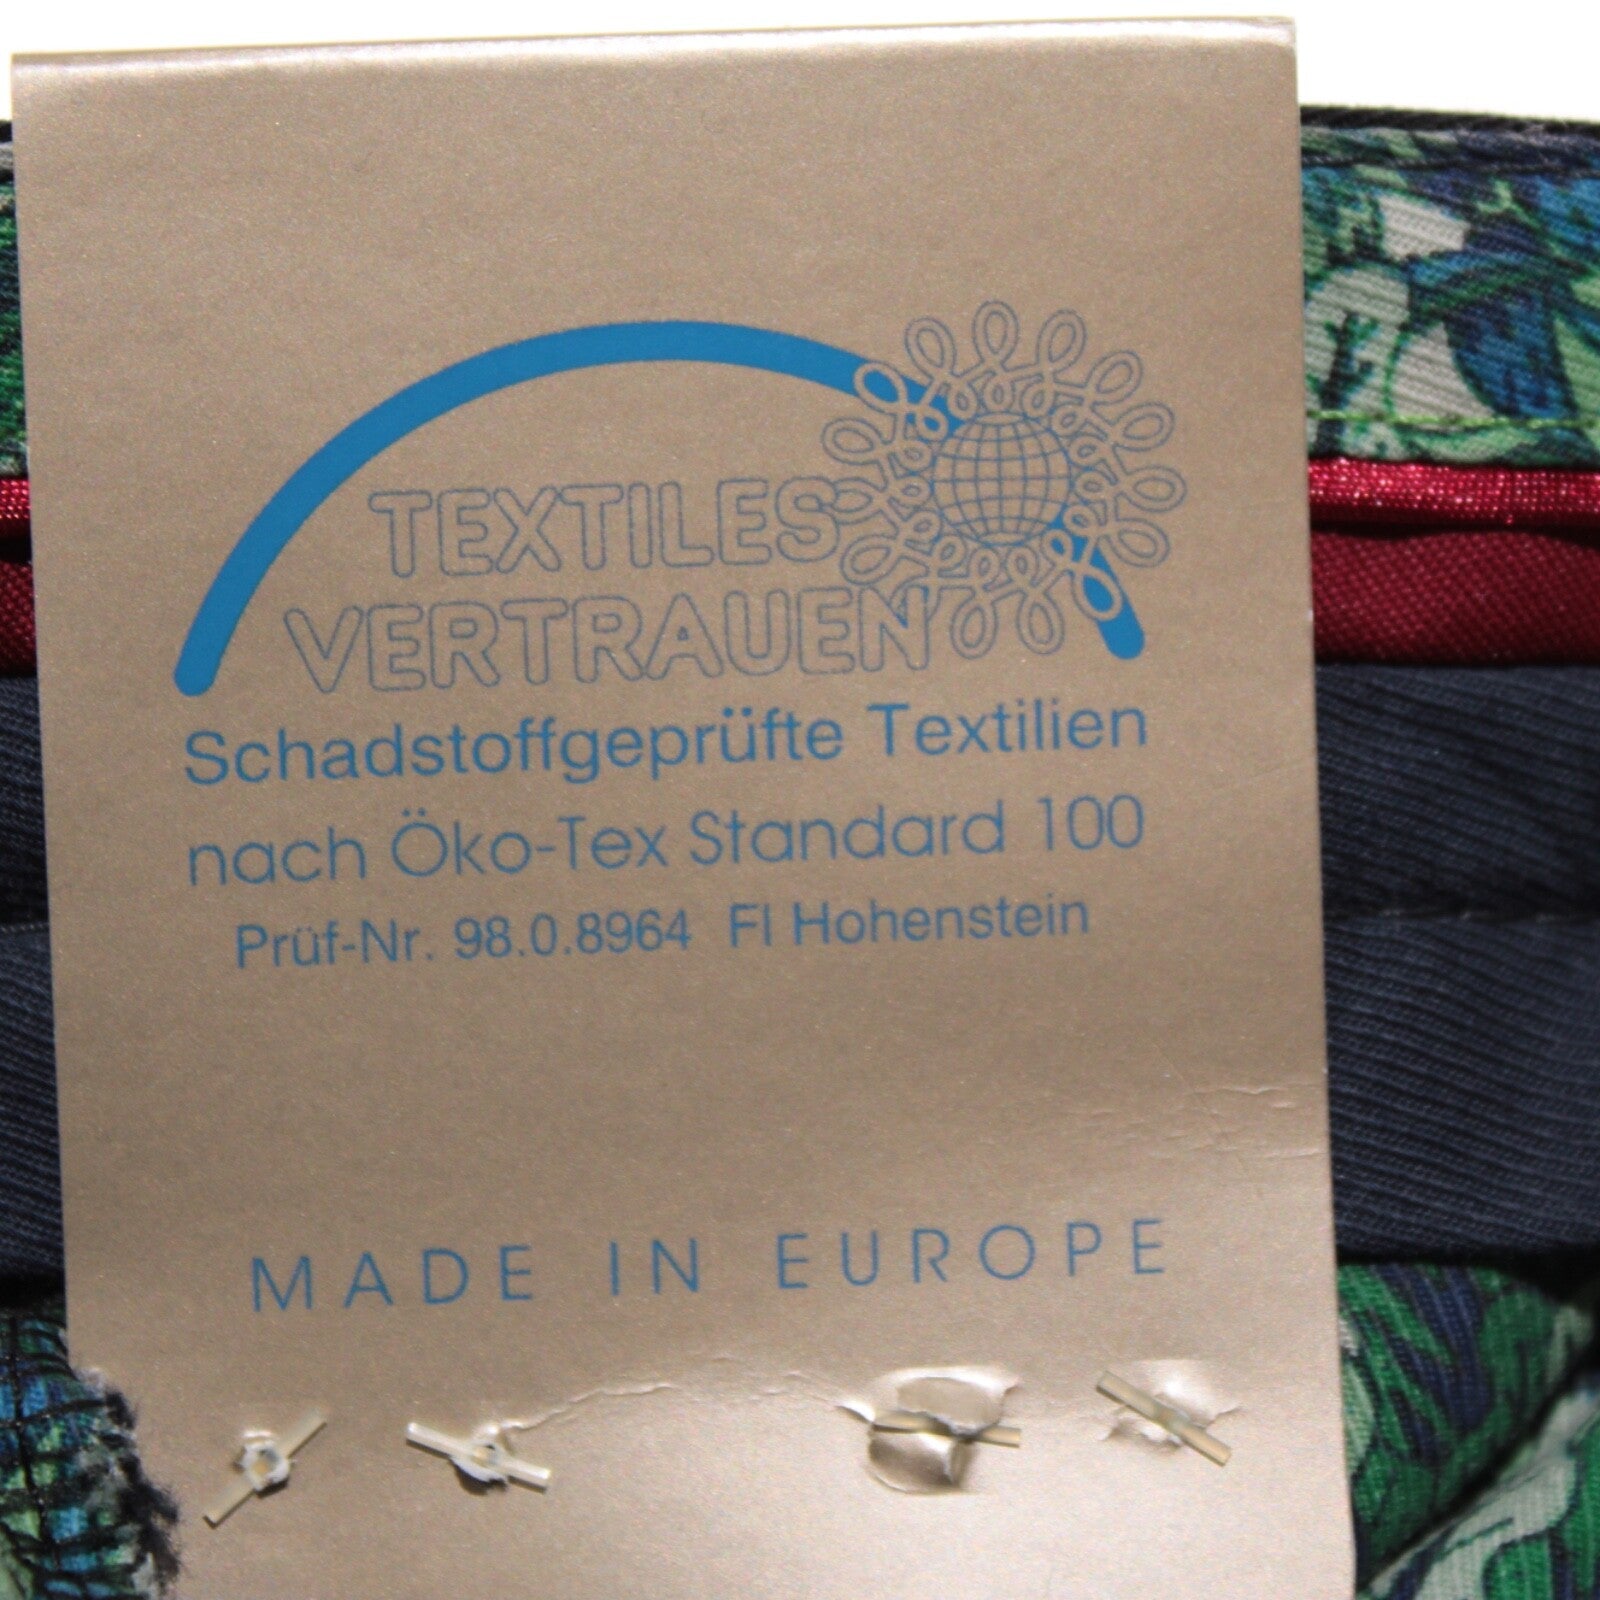 TEXTILES
VERTRAUEN
Schadstoffgeprüfte Textilien
nach Öko-Tex Standard 100
Prüf-Nr. 98.0.8964 FI Hohenstein
MADE IN EUROPE